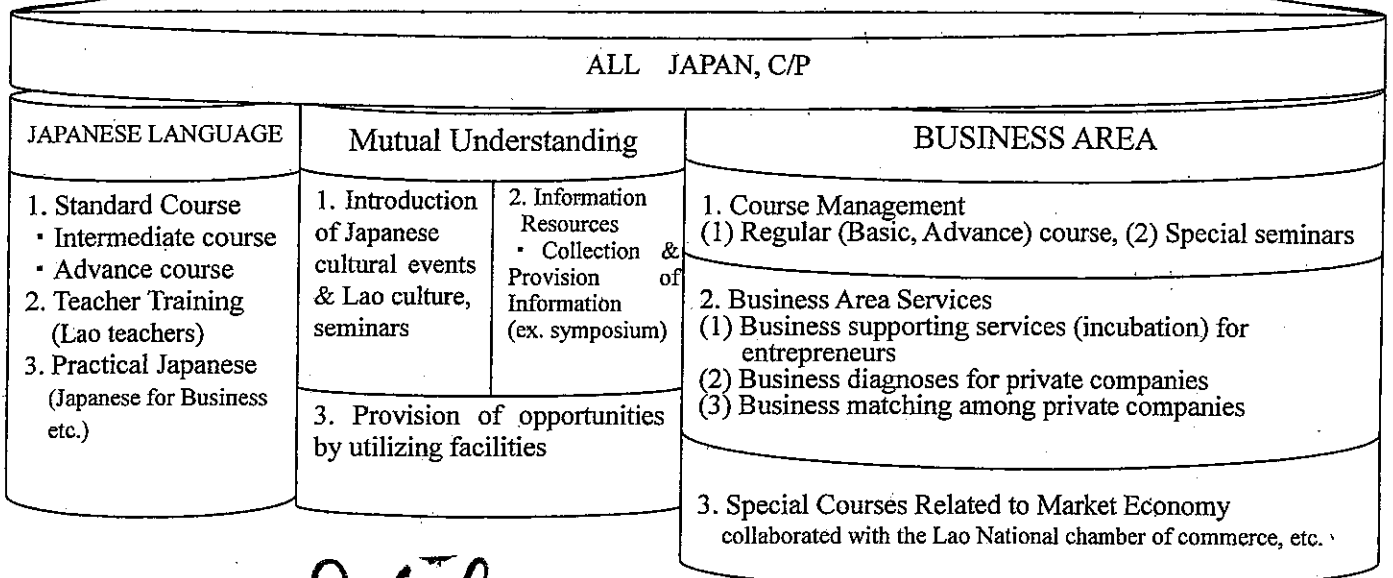 ALL JAPAN, C/P
JAPANESE LANGUAGE
1. Standard Course
・Intermediate course
・Advance course
2. Teacher Training
(Lao teachers)
3. Practical Japanese
(Japanese for Business
etc.)
Mutual Understanding
1. Introduction
of Japanese
cultural events
& Lao culture,
seminars
2. Information
Resources
・ Collection &
Provision of
Information
(ex. symposium)
3. Provision of opportunities
by utilizing facilities
BUSINESS AREA
1. Course Management
(1) Regular (Basic, Advance) course, (2) Special seminars
2. Business Area Services
(1) Business supporting services (incubation) for
entrepreneurs
(2) Business diagnoses for private companies
(3) Business matching among private companies
3. Special Courses Related to Market Economy
collaborated with the Lao National chamber of commerce, etc.